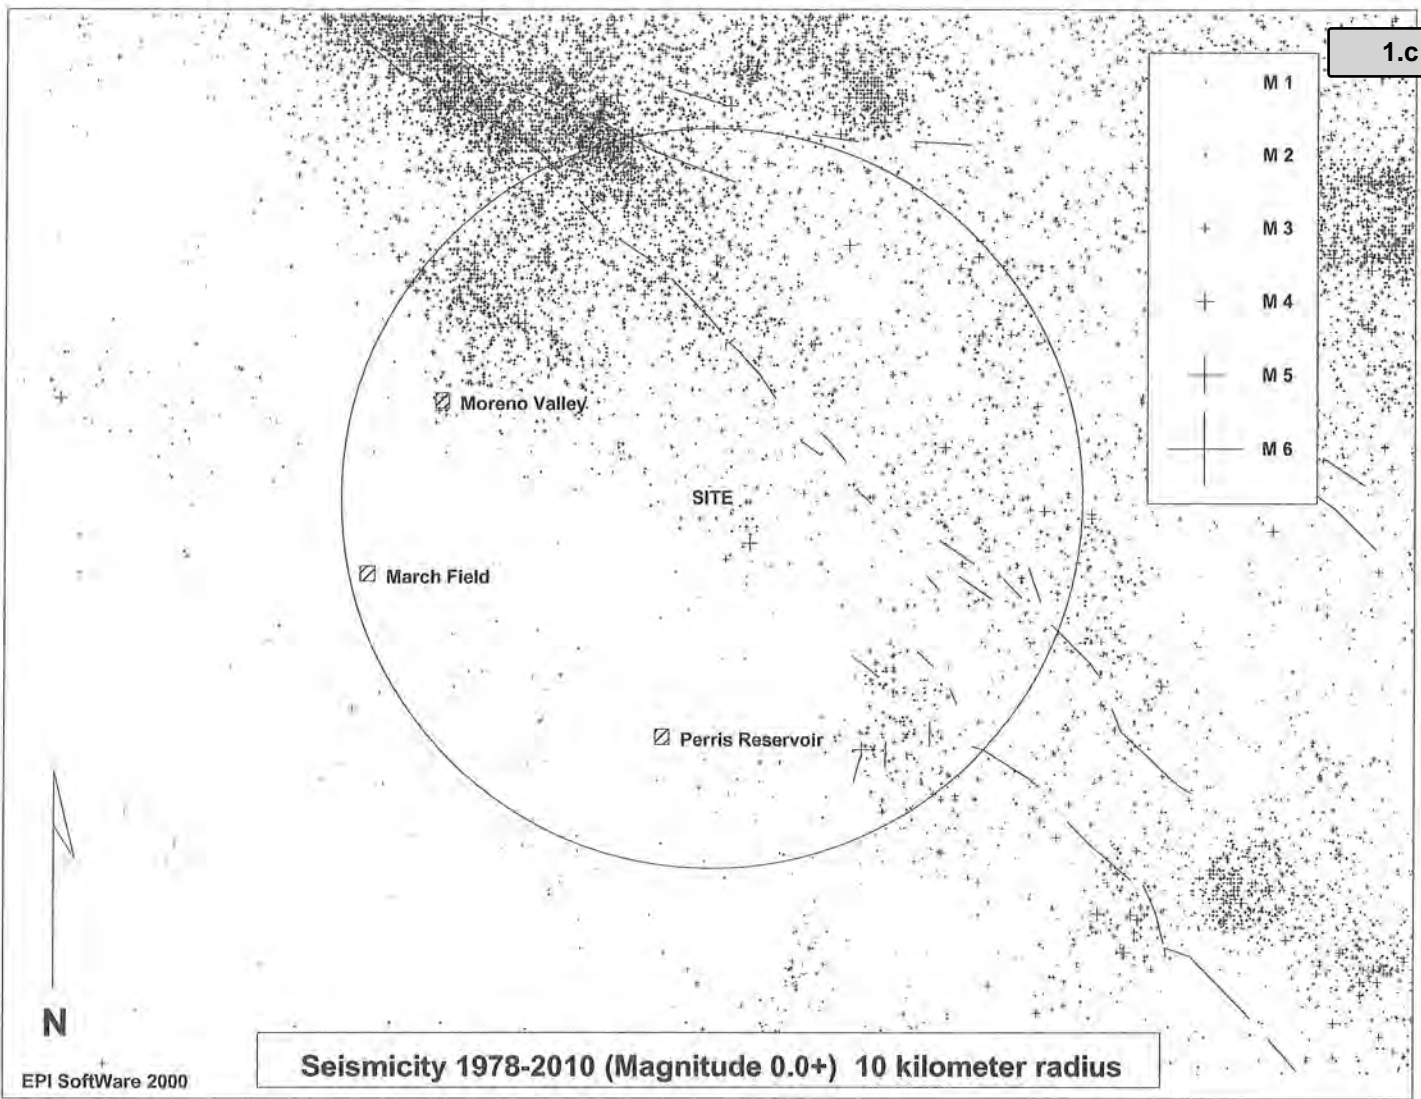 1.c
M 1
M 2
M 3
M 4
M 5
M 6
Moreno Valley
SITE
March Field
Perris Reservoir
N
EPI SoftWare 2000
Seismicity 1978-2010 (Magnitude 0.0+) 10 kilometer radius